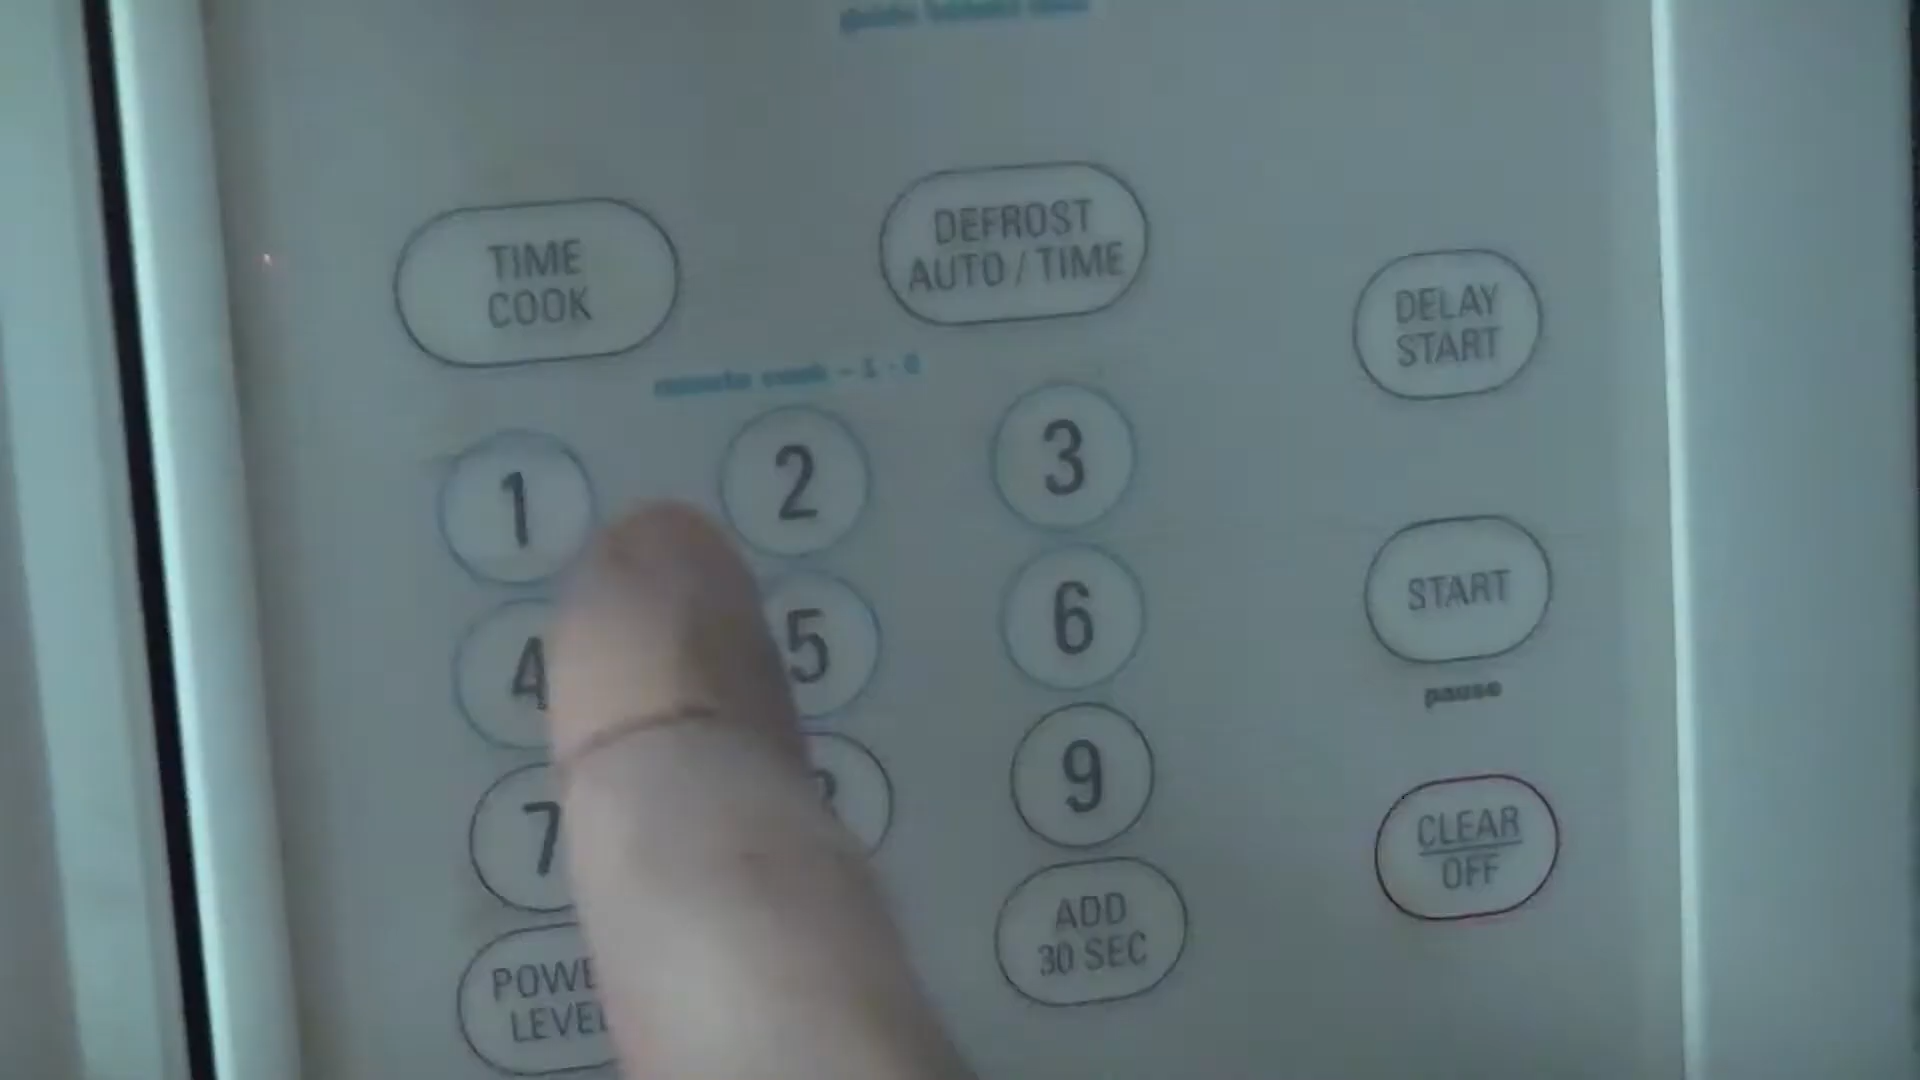 TIME
COOK
DEFROST
AUTO / TIME
DELAY
START
1
2
3
4
5
6
START
pause
7
9
CLEAR
OFF
POWE
LEVEL
ADD
30 SEC